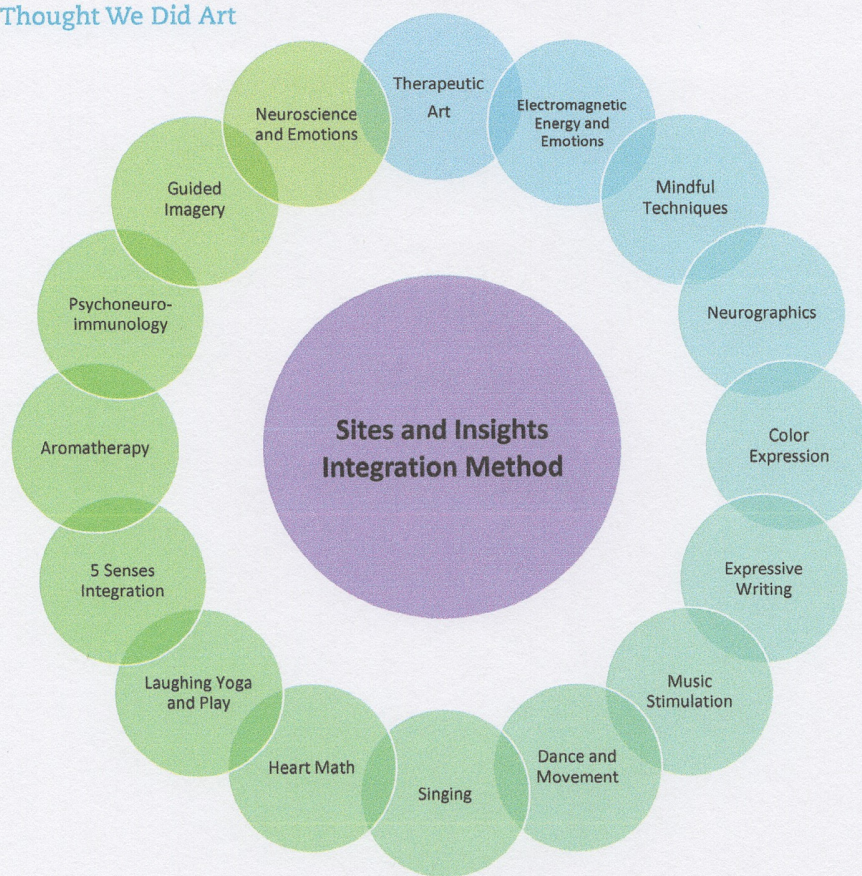 Thought We Did Art
Therapeutic
Art
Electromagnetic
Energy and
Emotions
Mindful
Techniques
Neurographics
Color
Expression
Expressive
Writing
Music
Stimulation
Dance and
Movement
Singing
Heart Math
Laughing Yoga
and Play
5 Senses
Integration
Aromatherapy
Psychoneuro-
immunology
Guided
Imagery
Neuroscience
and Emotions
Sites and Insights
Integration Method